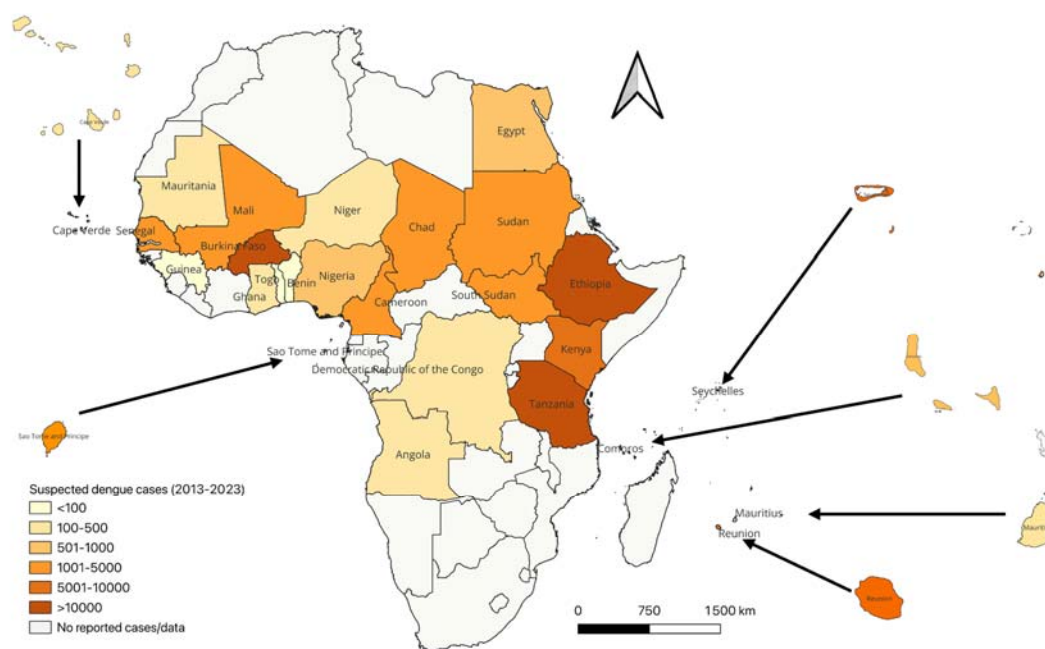 Cape Verde
Egypt
Mauritania
Mali
Niger
Chad
Sudan
Cape Verde
Senegal
Burkina Faso
Guinea
Togo
Benin
Nigeria
Ghana
Cameroon
South Sudan
Ethiopia
Kenya
Sao Tome and Principe
Democratic Republic of the Congo
Seychelles
Tanzania
Sao Tome and Principe
Comoros
Angola
Mauritius
Reunion
Mauriti
Reunion
Suspected dengue cases (2013-2023)
<100
100-500
501-1000
1001-5000
5001-10000
>10000
No reported cases/data
0 750 1500 km